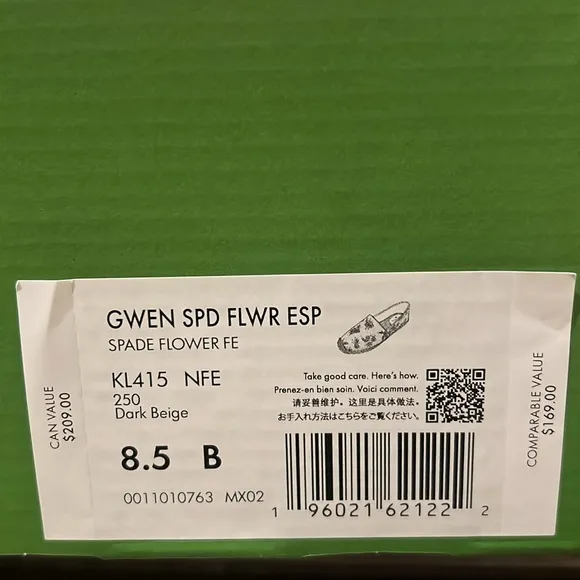 GWEN SPD FLWR ESP
SPADE FLOWER FE
KL415 NFE
250
Dark Beige
8.5 B
0011010763 MX02
Take good care. Here's how.
Prenez-en bien soin. Voici comment.
请妥善维护。这里是具体做法。
お手入れ方法はこちらをご覧ください。
1 96021 62122 2
CAN VALUE
$209.00
COMPARABLE VALUE
$169.00